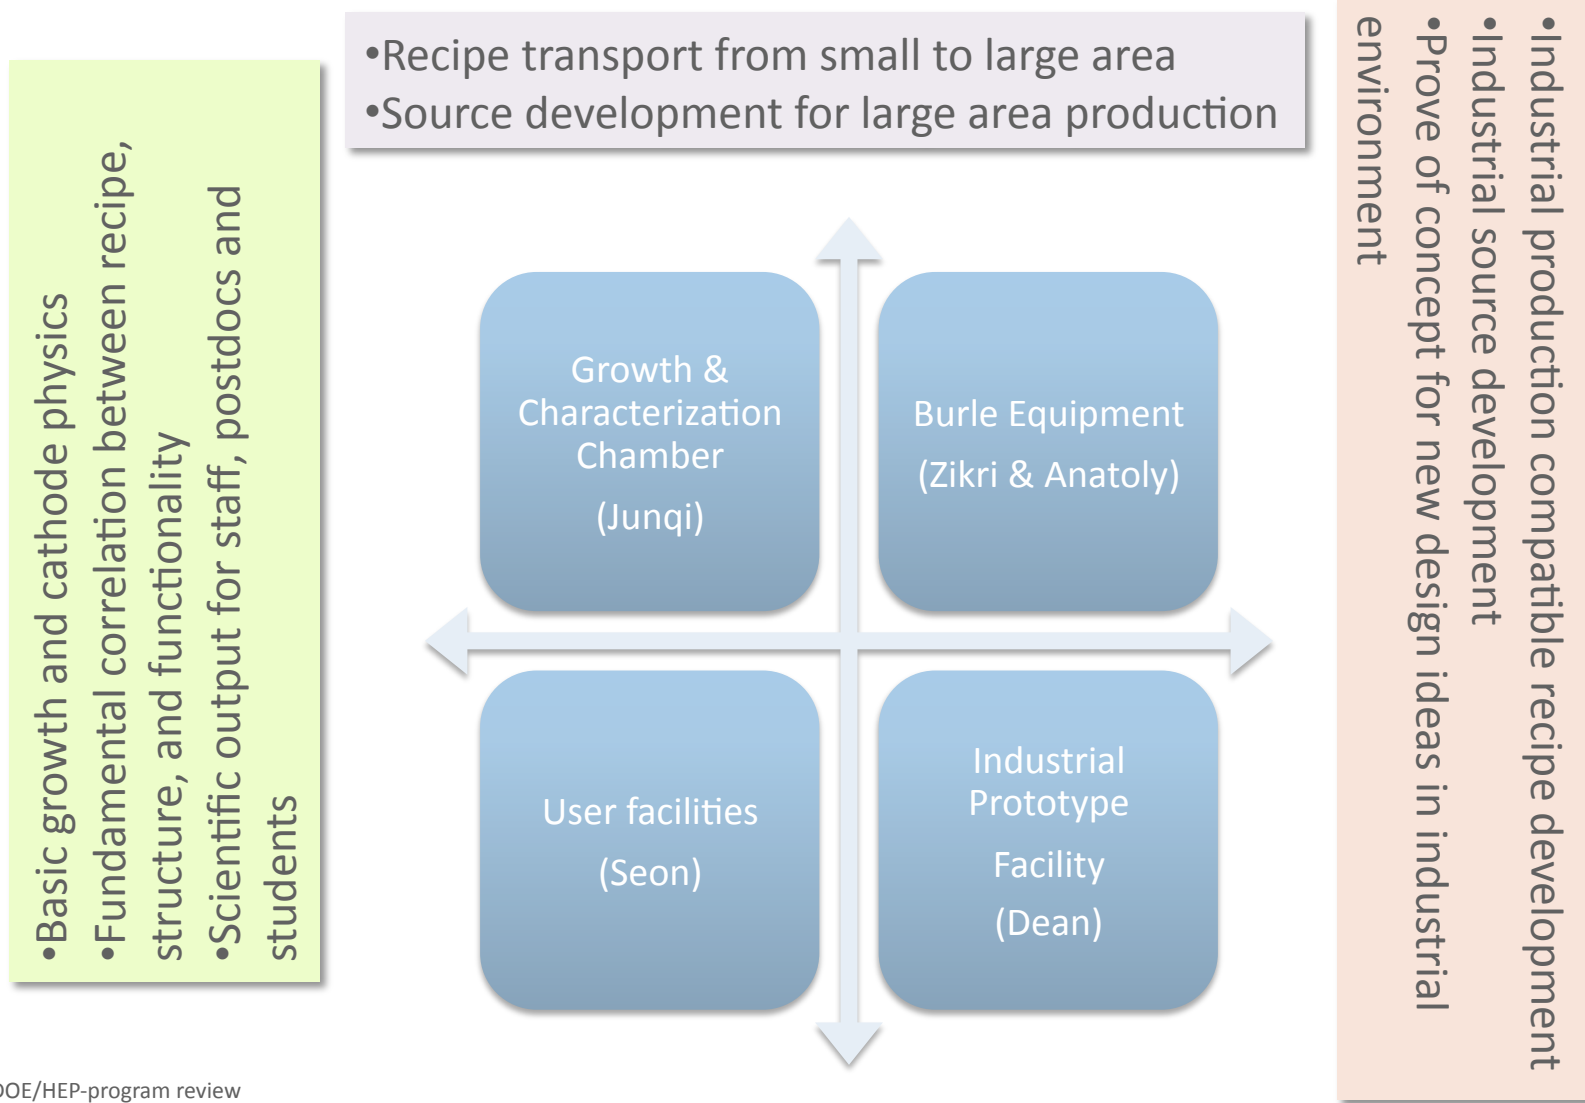 •Recipe transport from small to large area
•Source development for large area production
•Basic growth and cathode physics
•Fundamental correlation between recipe,
structure, and functionality
•Scientific output for staff, postdocs and
students
Growth &
Characterization
Chamber
(Junqi)
Burle Equipment
(Zikri & Anatoly)
User facilities
(Seon)
Industrial
Prototype
Facility
(Dean)
•Industrial production compatible recipe development
•Industrial source development
•Prove of concept for new design ideas in industrial
environment
DOE/HEP-program review